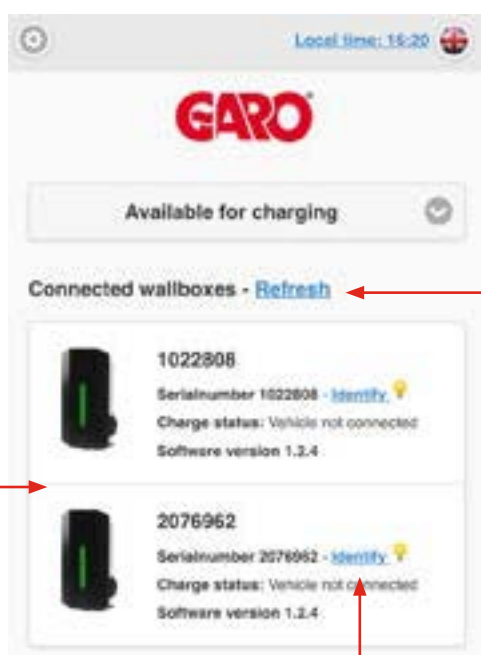 Local time: 16:20
GARO
Available for charging
Connected wallboxes - Refresh
1022808
Serialnumber 1022808 - Identify
Charge status: Vehicle not connected
Software version 1.2.4
2076962
Serialnumber 2076962 - Identify
Charge status: Vehicle not connected
Software version 1.2.4